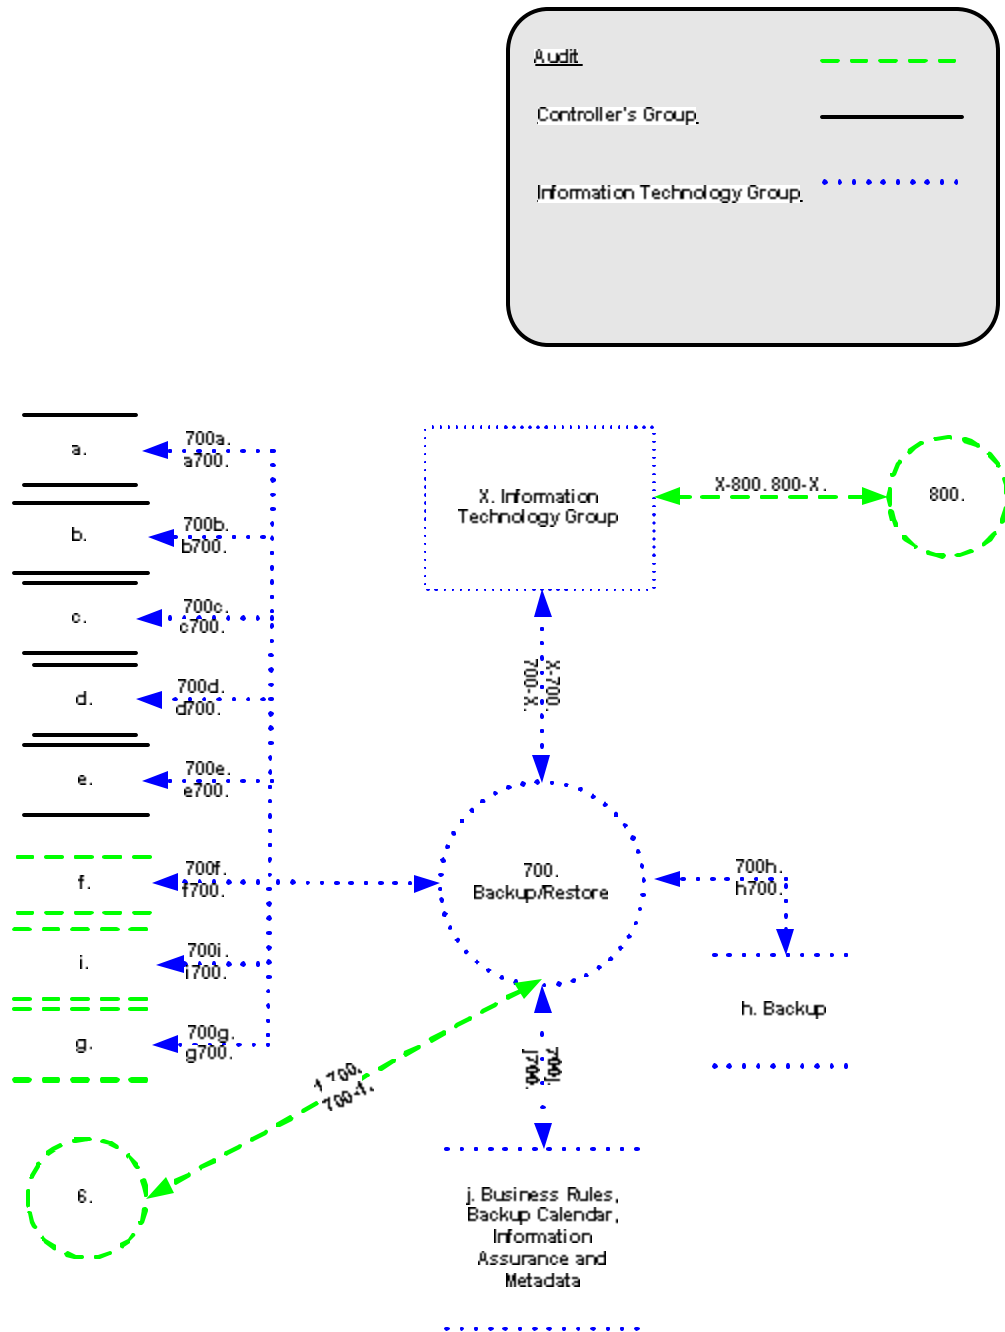 Audit
Controller's Group
Information Technology Group
a.
700a.
a700.
b.
700b.
b700.
c.
700c.
c700.
d.
700d.
d700.
e.
700e.
e700.
f.
700f.
f700.
i.
700i.
i700.
g.
700g.
g700.
X. Information
Technology Group
X-800. 800-X.
800.
X-700.
700-X.
700.
Backup/Restore
700h.
h700.
h. Backup
700j.
j700.
700-f.
6.
j. Business Rules,
Backup Calendar,
Information
Assurance and
Metadata